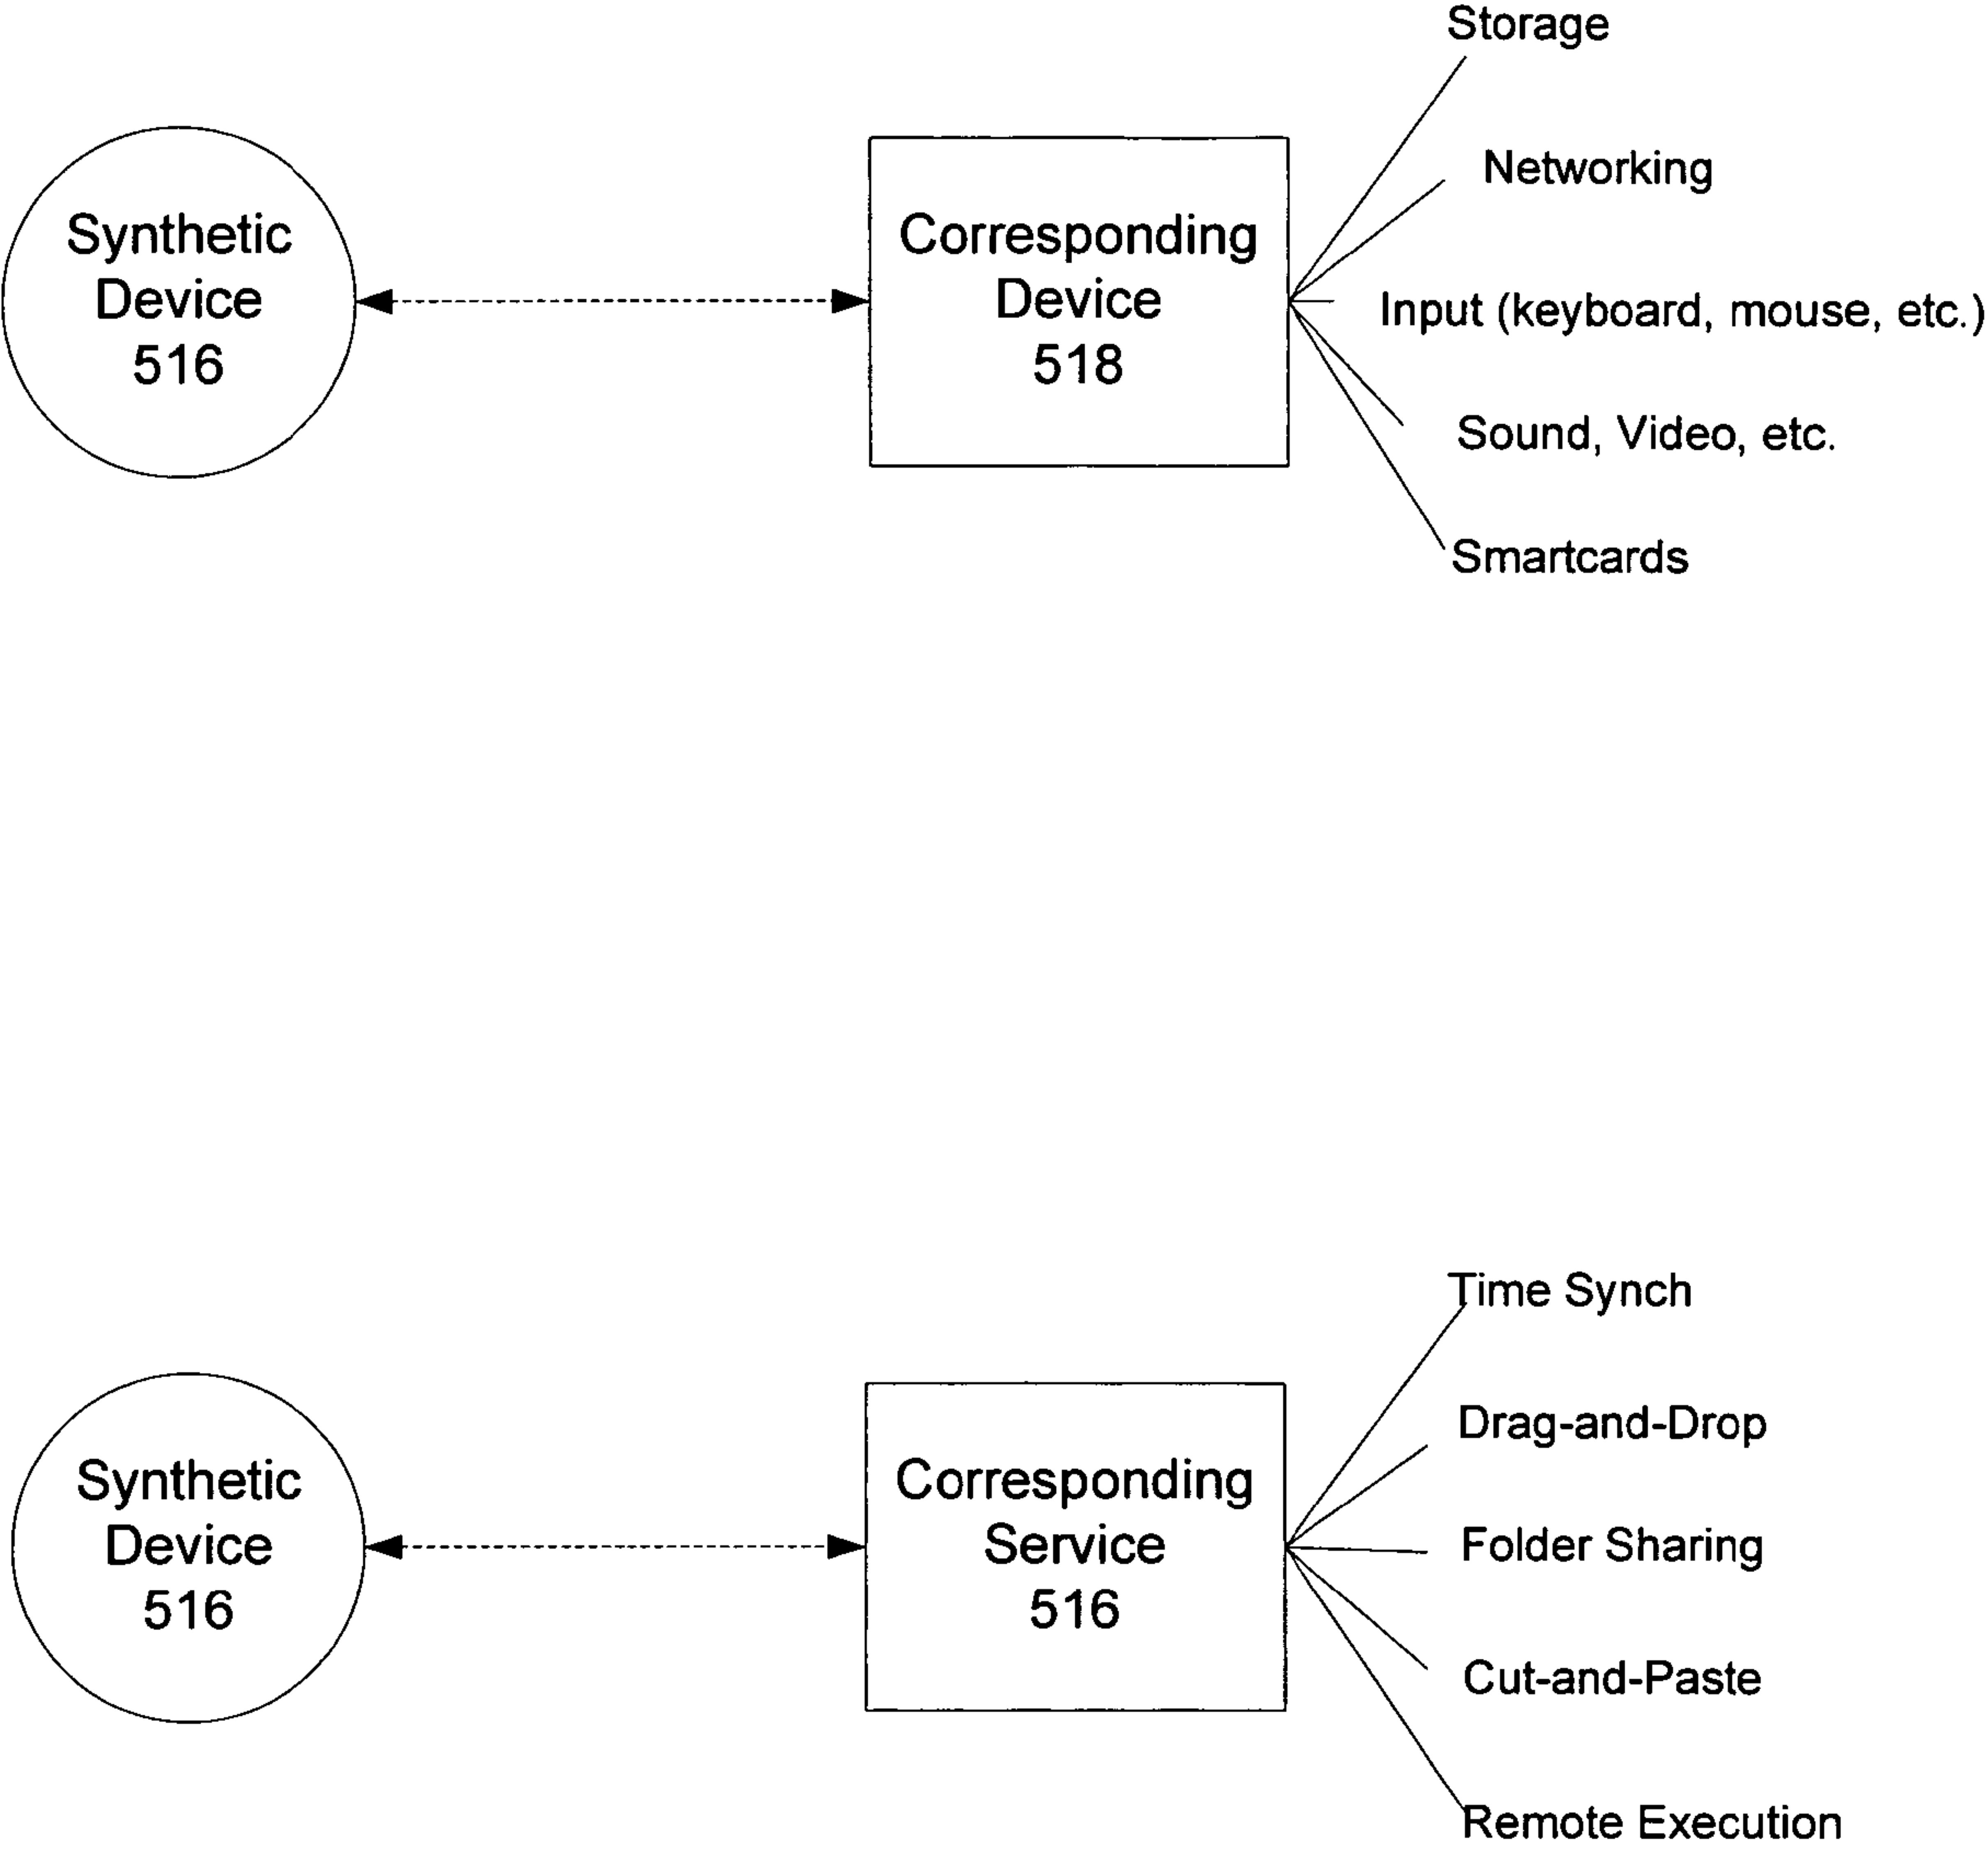 Storage
Networking
Synthetic
Device
516
Corresponding
Device
518
Input (keyboard, mouse, etc.)
Sound, Video, etc.
Smartcards
Time Synch
Drag-and-Drop
Synthetic
Device
516
Corresponding
Service
516
Folder Sharing
Cut-and-Paste
Remote Execution